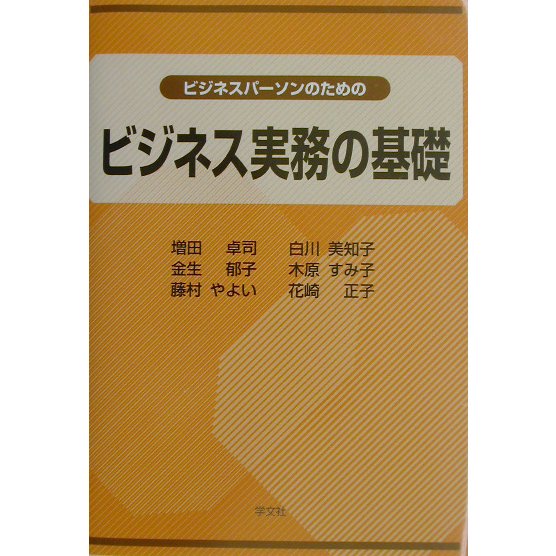 ビジネスパーソンのための
ビジネス実務の基礎
増田 卓司 白川 美知子
金生 郁子 木原 すみ子
藤村 やよい 花崎 正子
学文社